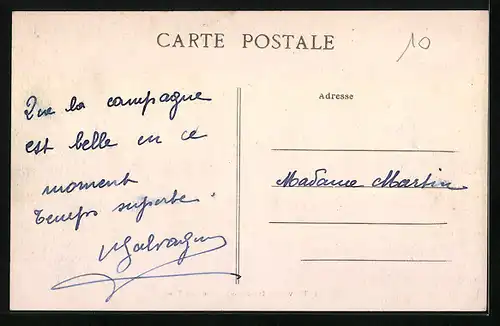 CARTE POSTALE
10
Que la campagne
est belle en ce
moment
temps superbe.
Adresse
Madame Martin